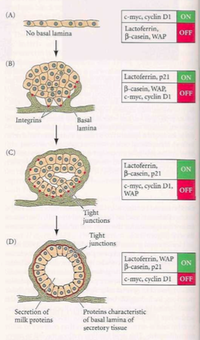 (A)
No basal lamina
c-myc, cyclin D1 ON
Lactoferrin,
β-casein, WAP OFF
(B)
Integrins
Basal
lamina
Lactoferrin, p21 ON
β-casein, WAP,
c-myc, cyclin D1 OFF
(C)
Tight
junctions
Lactoferrin,
β-casein, p21 ON
c-myc, cyclin D1,
WAP OFF
(D)
Tight
junctions
Secretion of
milk proteins
Proteins characteristic
of basal lamina of
secretory tissue
Lactoferrin, WAP
β-casein, p21 ON
c-myc, cyclin D1 OFF